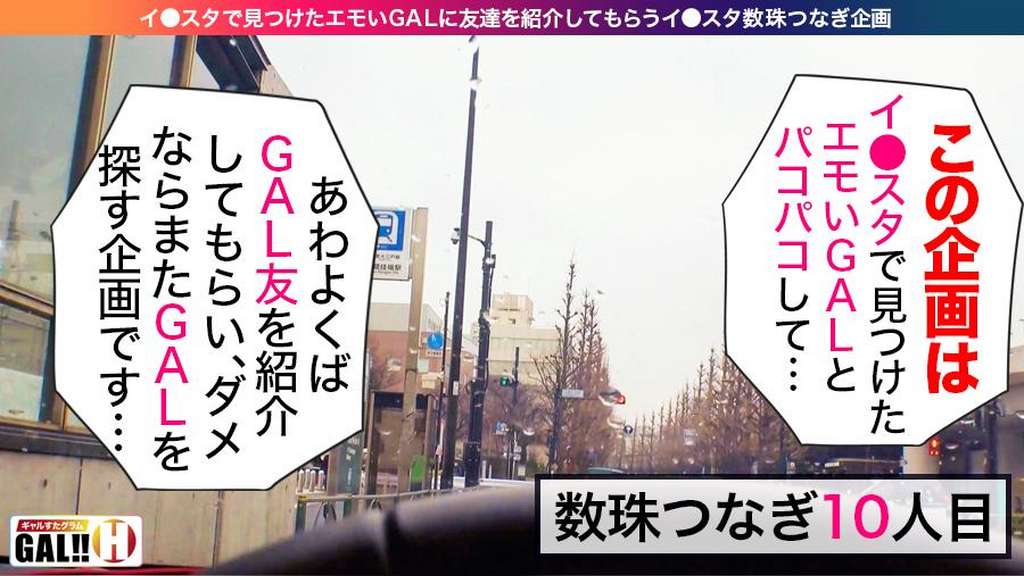 イ●スタで見つけたエモいGALに友達を紹介してもらうイ●スタ数珠つなぎ企画
この企画は
イ●スタで見つけた
エモいGALと
パコパコして…
あわよくば
GAL友を紹介
してもらい、ダメ
ならまたGALを
探す企画です…
数珠つなぎ10人目
ギャルすたグラム
GAL!!H